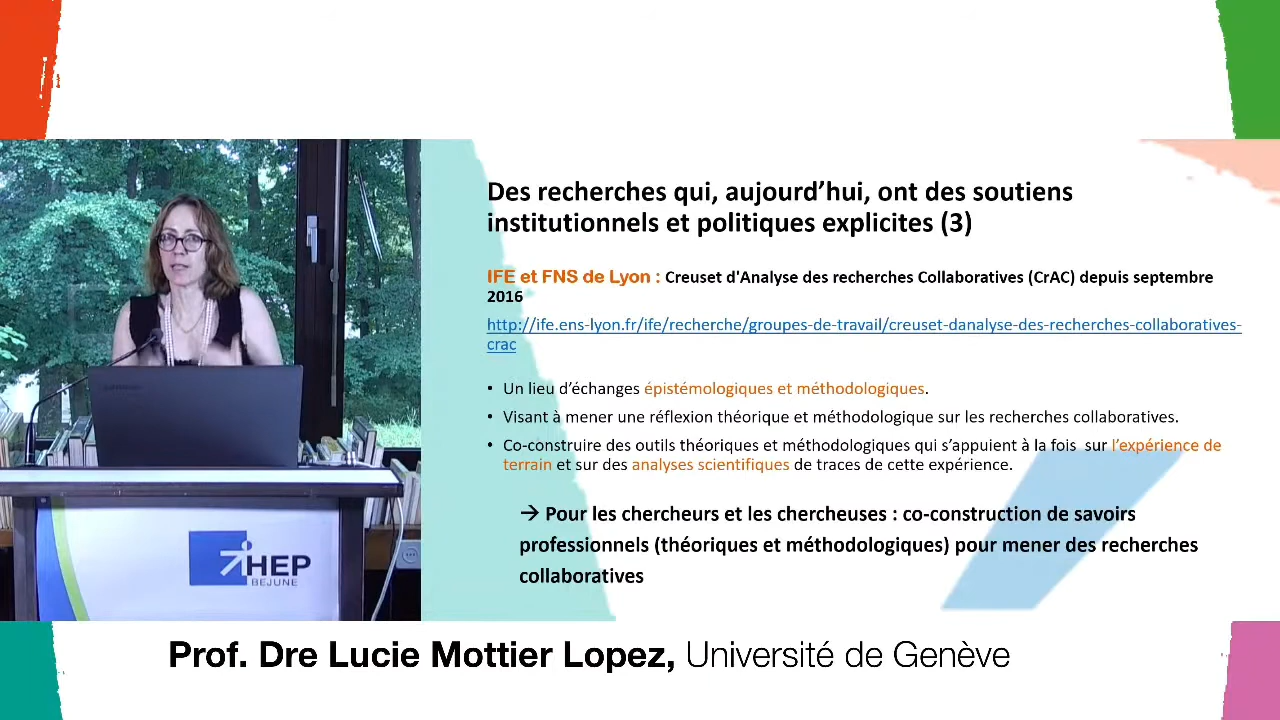 Des recherches qui, aujourd’hui, ont des soutiens
institutionnels et politiques explicites (3)
IFE et FNS de Lyon : Creuset d'Analyse des recherches Collaboratives (CrAC) depuis septembre
2016
http://ife.ens-lyon.fr/ife/recherche/groupes-de-travail/creuset-danalyse-des-recherches-collaboratives-
crac
• Un lieu d’échanges épistémologiques et méthodologiques.
• Visant à mener une réflexion théorique et méthodologique sur les recherches collaboratives.
• Co-construire des outils théoriques et méthodologiques qui s’appuient à la fois sur l’expérience de
terrain et sur des analyses scientifiques de traces de cette expérience.
→ Pour les chercheurs et les chercheuses : co-construction de savoirs
professionnels (théoriques et méthodologiques) pour mener des recherches
collaboratives
HEP
BEJUNE
Prof. Dre Lucie Mottier Lopez, Université de Genève